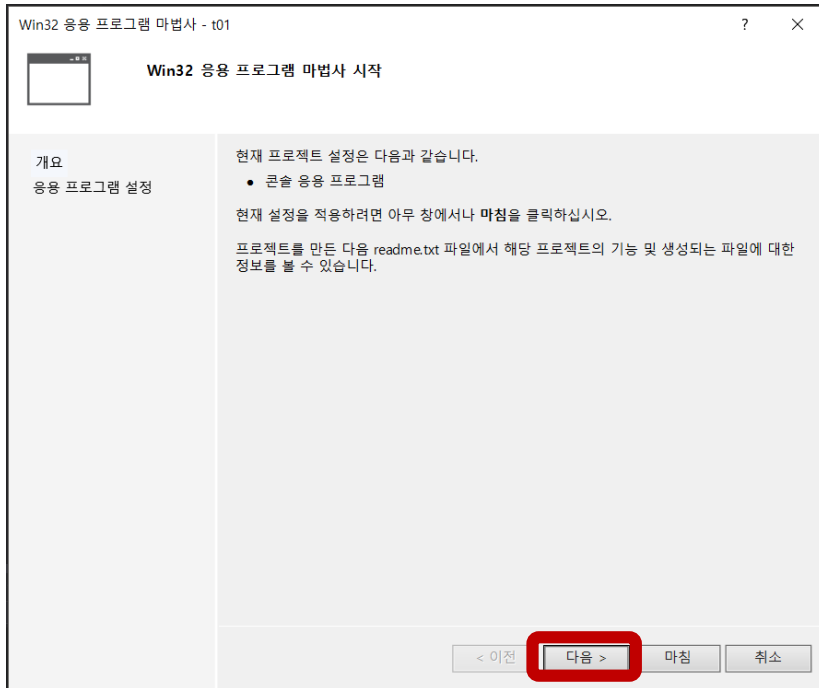 Win32 응용 프로그램 마법사 - t01
Win32 응용 프로그램 마법사 시작
개요
응용 프로그램 설정
현재 프로젝트 설정은 다음과 같습니다.
● 콘솔 응용 프로그램
현재 설정을 적용하려면 아무 창에서나 마침을 클릭하십시오.
프로젝트를 만든 다음 readme.txt 파일에서 해당 프로젝트의 기능 및 생성되는 파일에 대한
정보를 볼 수 있습니다.
< 이전 다음 > 마침 취소